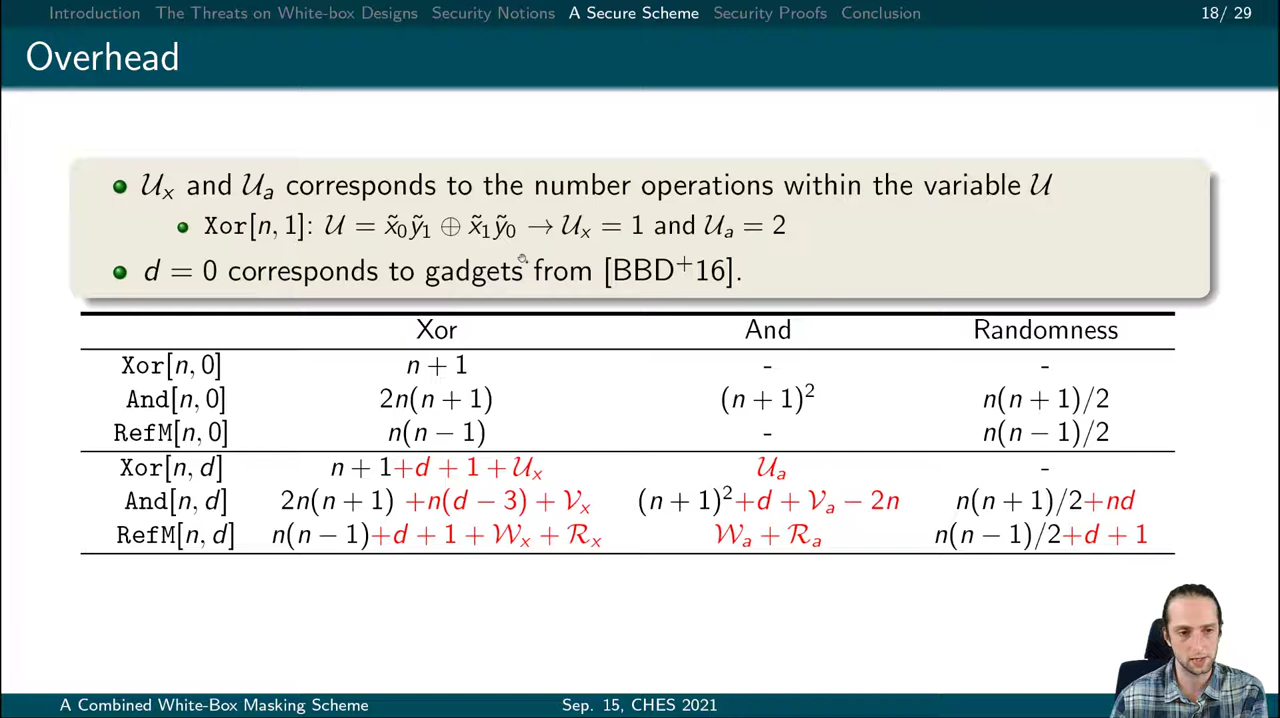 Introduction The Threats on White-box Designs Security Notions A Secure Scheme Security Proofs Conclusion 18/ 29
Overhead
𝒰ₓ and 𝒰ₐ corresponds to the number operations within the variable 𝒰
Xor[n, 1]: 𝒰 = x̃₀ỹ₁ ⊕ x̃₁ỹ₀ → 𝒰ₓ = 1 and 𝒰ₐ = 2
d = 0 corresponds to gadgets from [BBD⁺16].
Xor And Randomness
Xor[n, 0] n + 1 - -
And[n, 0] 2n(n + 1) (n + 1)² n(n + 1)/2
RefM[n, 0] n(n − 1) - n(n − 1)/2
Xor[n, d] n + 1+d + 1 + 𝒰ₓ 𝒰ₐ -
And[n, d] 2n(n + 1) +n(d − 3) + 𝒱ₓ (n + 1)²+d + 𝒱ₐ − 2n n(n + 1)/2+nd
RefM[n, d] n(n − 1)+d + 1 + 𝒲ₓ + ℛₓ 𝒲ₐ + ℛₐ n(n − 1)/2+d + 1
A Combined White-Box Masking Scheme Sep. 15, CHES 2021